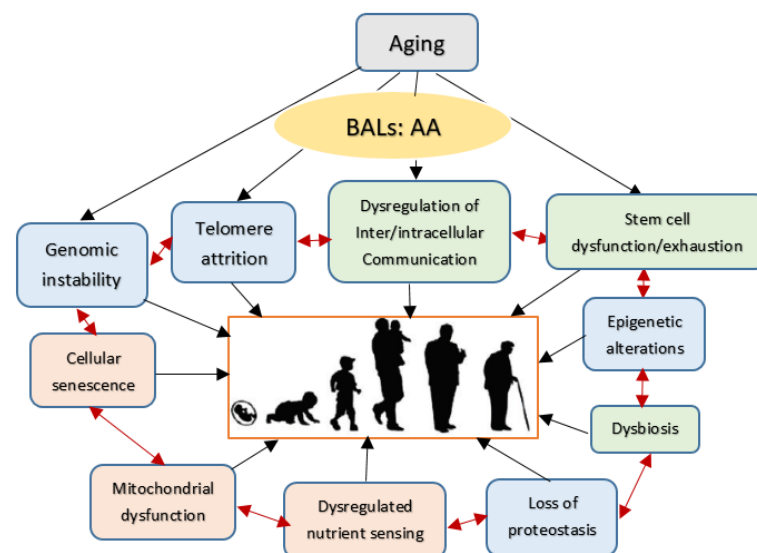 Aging
BALs: AA
Genomic
instability
Telomere
attrition
Dysregulation of
Inter/intracellular
Communication
Stem cell
dysfunction/exhaustion
Cellular
senescence
Epigenetic
alterations
Dysbiosis
Mitochondrial
dysfunction
Dysregulated
nutrient sensing
Loss of
proteostasis